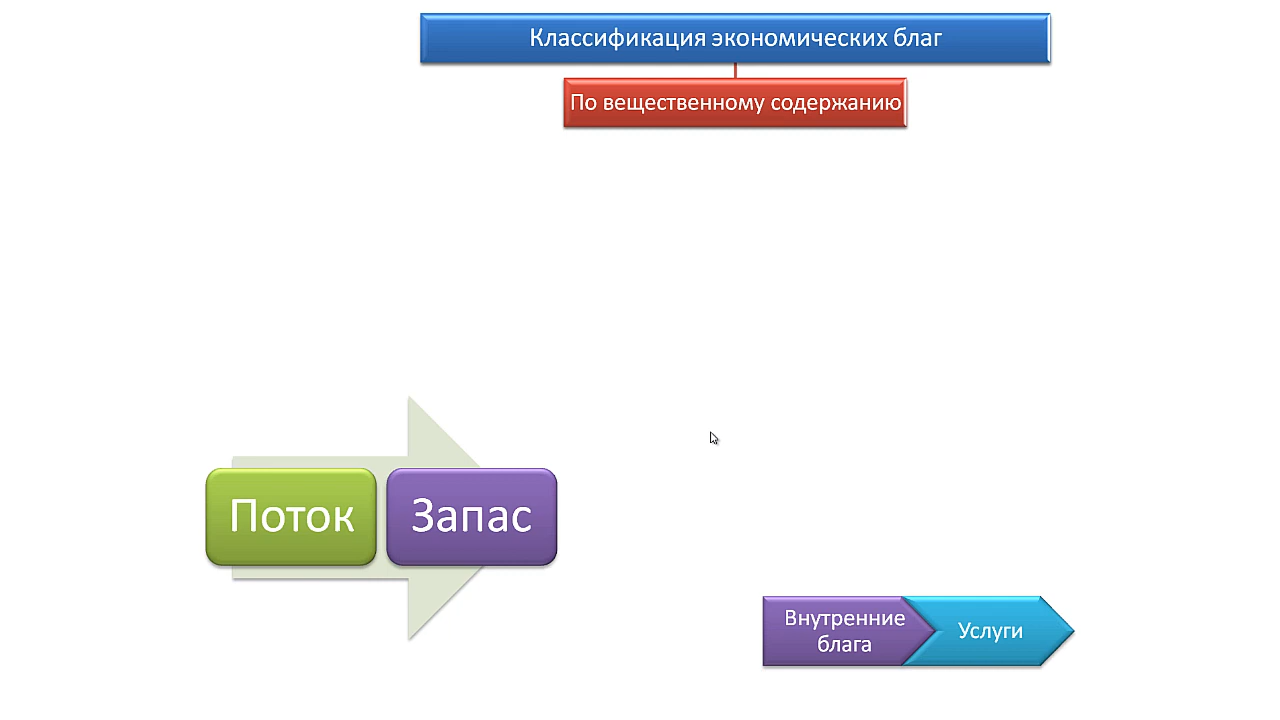 Классификация экономических благ
По вещественному содержанию
Поток
Запас
Внутренние
блага
Услуги